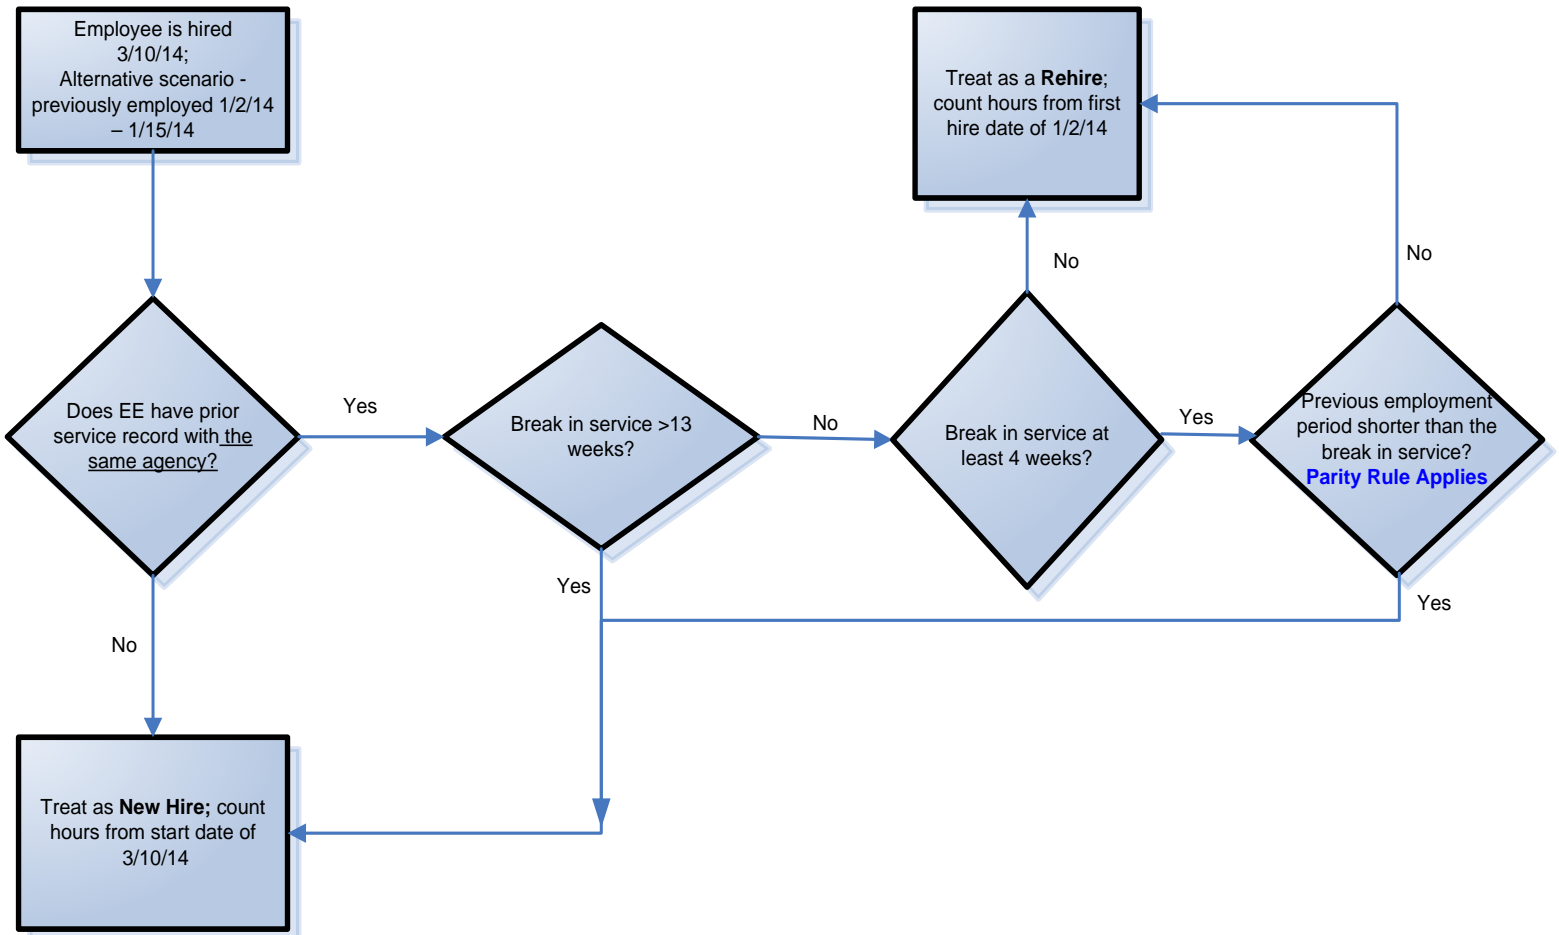 Employee is hired
3/10/14;
Alternative scenario -
previously employed 1/2/14
– 1/15/14
Treat as a Rehire;
count hours from first
hire date of 1/2/14
No
No
Does EE have prior
service record with the
same agency?
Yes
Break in service >13
weeks?
No
Break in service at
least 4 weeks?
Yes
Previous employment
period shorter than the
break in service?
Parity Rule Applies
Yes
Yes
No
Treat as New Hire; count
hours from start date of
3/10/14